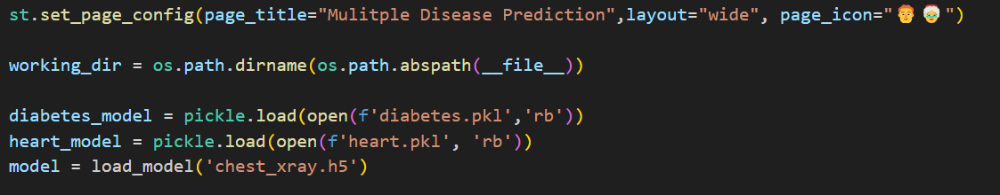 st.set_page_config(page_title="Mulitple Disease Prediction",layout="wide", page_icon="👨‍🦰🤶")
working_dir = os.path.dirname(os.path.abspath(__file__))
diabetes_model = pickle.load(open(f'diabetes.pkl','rb'))
heart_model = pickle.load(open(f'heart.pkl', 'rb'))
model = load_model('chest_xray.h5')